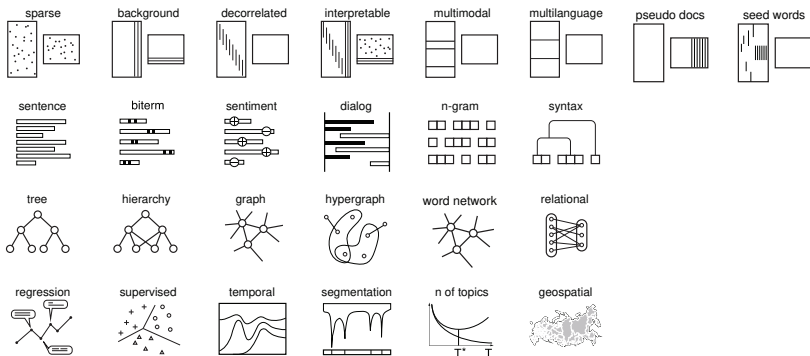 sparse background decorrelated interpretable multimodal multilanguage pseudo docs seed words
sentence biterm sentiment dialog n-gram syntax
tree hierarchy graph hypergraph word network relational
regression supervised temporal segmentation n of topics geospatial
T* T